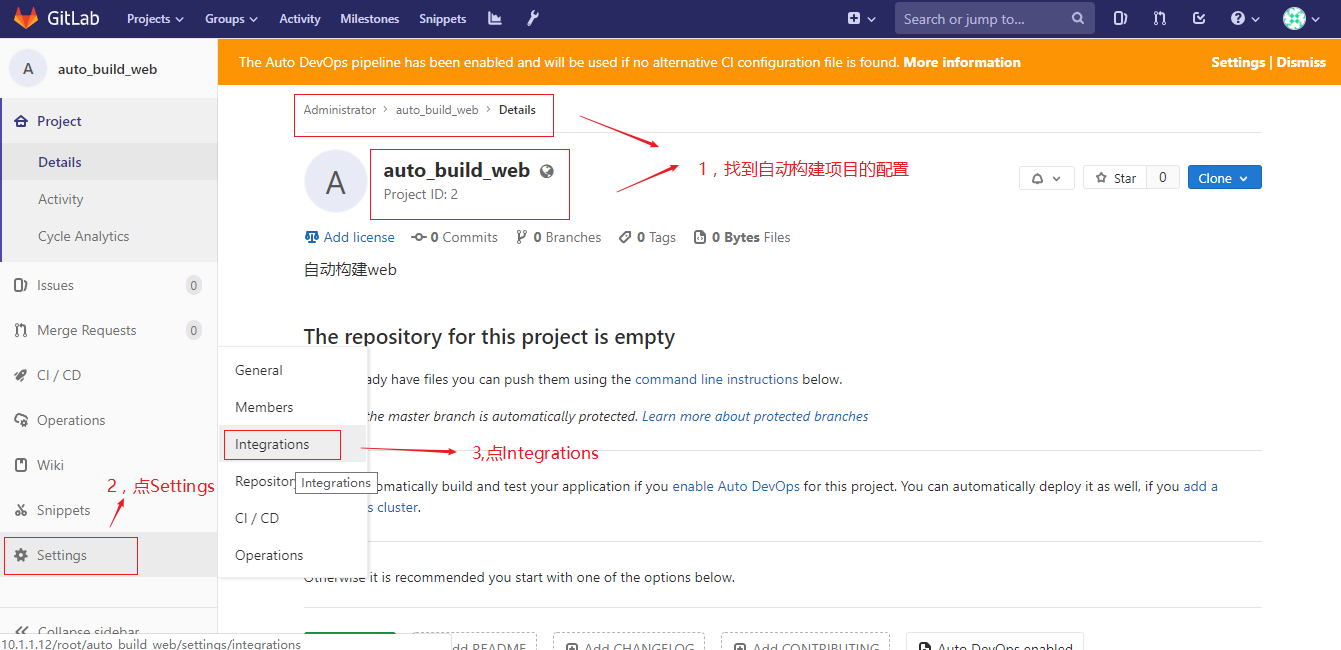 GitLab Projects Groups Activity Milestones Snippets Search or jump to...
A auto_build_web
The Auto DevOps pipeline has been enabled and will be used if no alternative CI configuration file is found. More information Settings | Dismiss
Project
Details
Activity
Cycle Analytics
Issues 0
Merge Requests 0
CI / CD
Operations
Wiki
2，点Settings
Snippets
Settings
Collapse sidebar
10.1.1.12/root/auto_build_web/settings/integrations
Administrator > auto_build_web > Details
A auto_build_web
Project ID: 2
1，找到自动构建项目的配置
Star 0 Clone
Add license 0 Commits 0 Branches 0 Tags 0 Bytes Files
自动构建web
The repository for this project is empty
General
Members
Integrations
Integrations
CI / CD
Operations
have files you can push them using the command line instructions below.
the master branch is automatically protected. Learn more about protected branches
3,点Integrations
build and test your application if you enable Auto DevOps for this project. You can automatically deploy it as well, if you add a
cluster.
Otherwise it is recommended you start with one of the options below.
README Add CHANGELOG Add CONTRIBUTING Auto DevOps enabled